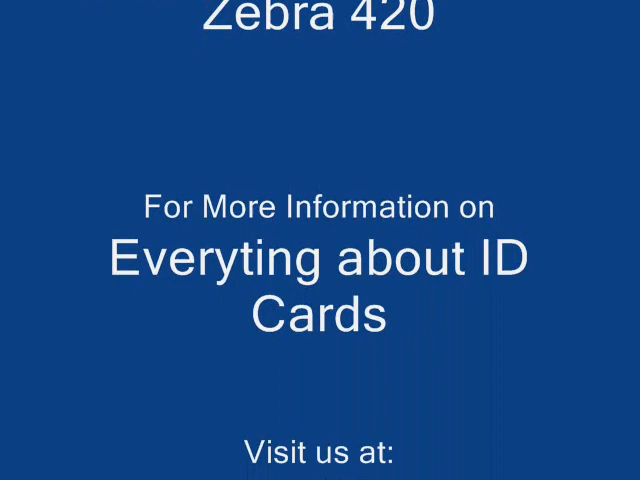 Zebra 420
For More Information on
Everyting about ID
Cards
Visit us at: